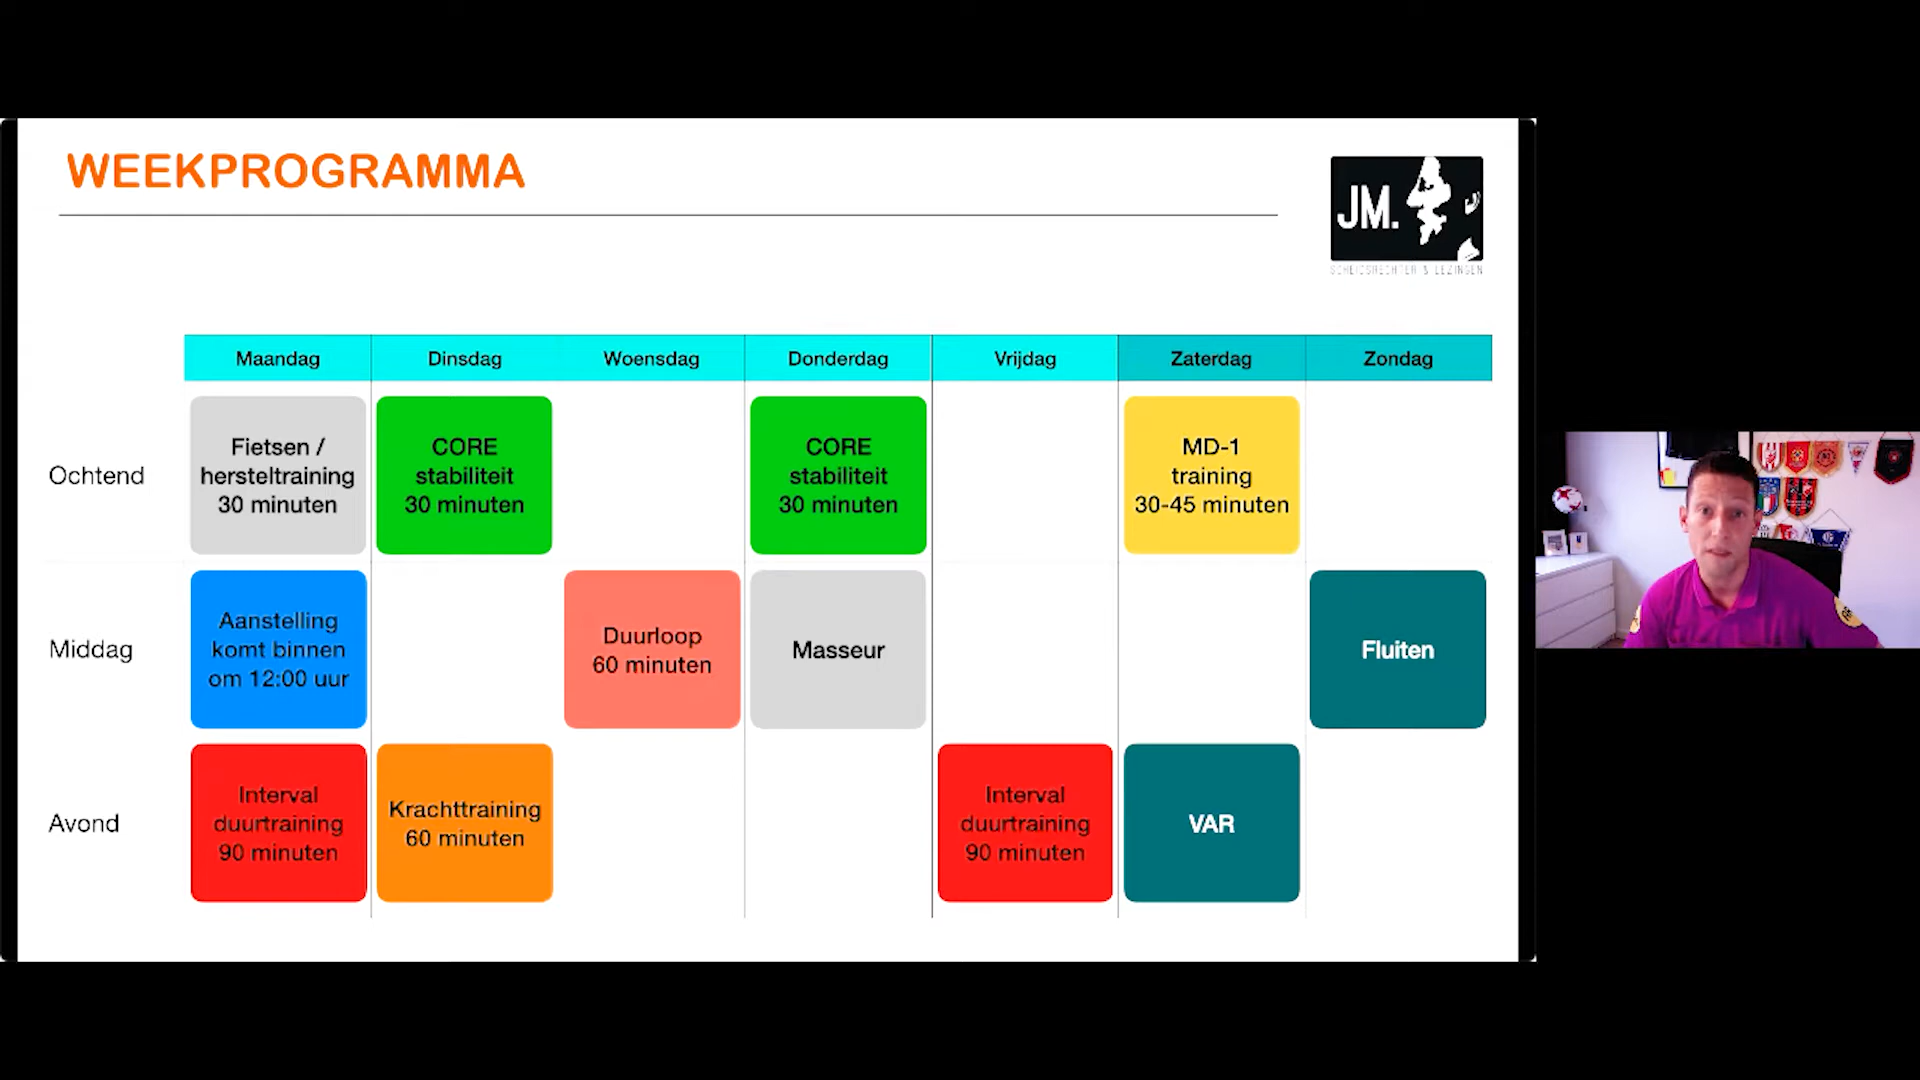 WEEKPROGRAMMA
JM.
SCHEIDSRECHTER & LEZINGEN
Maandag
Dinsdag
Woensdag
Donderdag
Vrijdag
Zaterdag
Zondag
Ochtend
Fietsen /
hersteltraining
30 minuten
CORE
stabiliteit
30 minuten
CORE
stabiliteit
30 minuten
MD-1
training
30-45 minuten
Middag
Aanstelling
komt binnen
om 12:00 uur
Duurloop
60 minuten
Masseur
Fluiten
Avond
Interval
duurtraining
90 minuten
Krachttraining
60 minuten
Interval
duurtraining
90 minuten
VAR